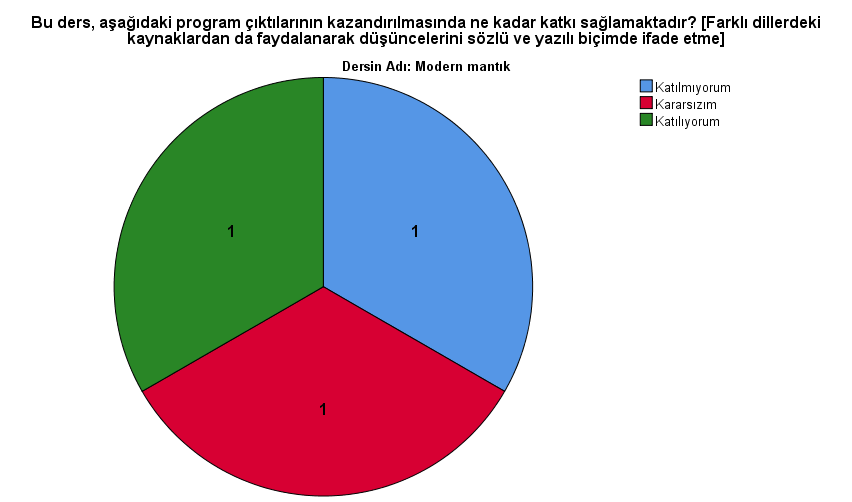 Bu ders, aşağıdaki program çıktılarının kazandırılmasında ne kadar katkı sağlamaktadır? [Farklı dillerdeki
kaynaklardan da faydalanarak düşüncelerini sözlü ve yazılı biçimde ifade etme]
Dersin Adı: Modern mantık
Katılmıyorum
Kararsızım
Katılıyorum
1
1
1